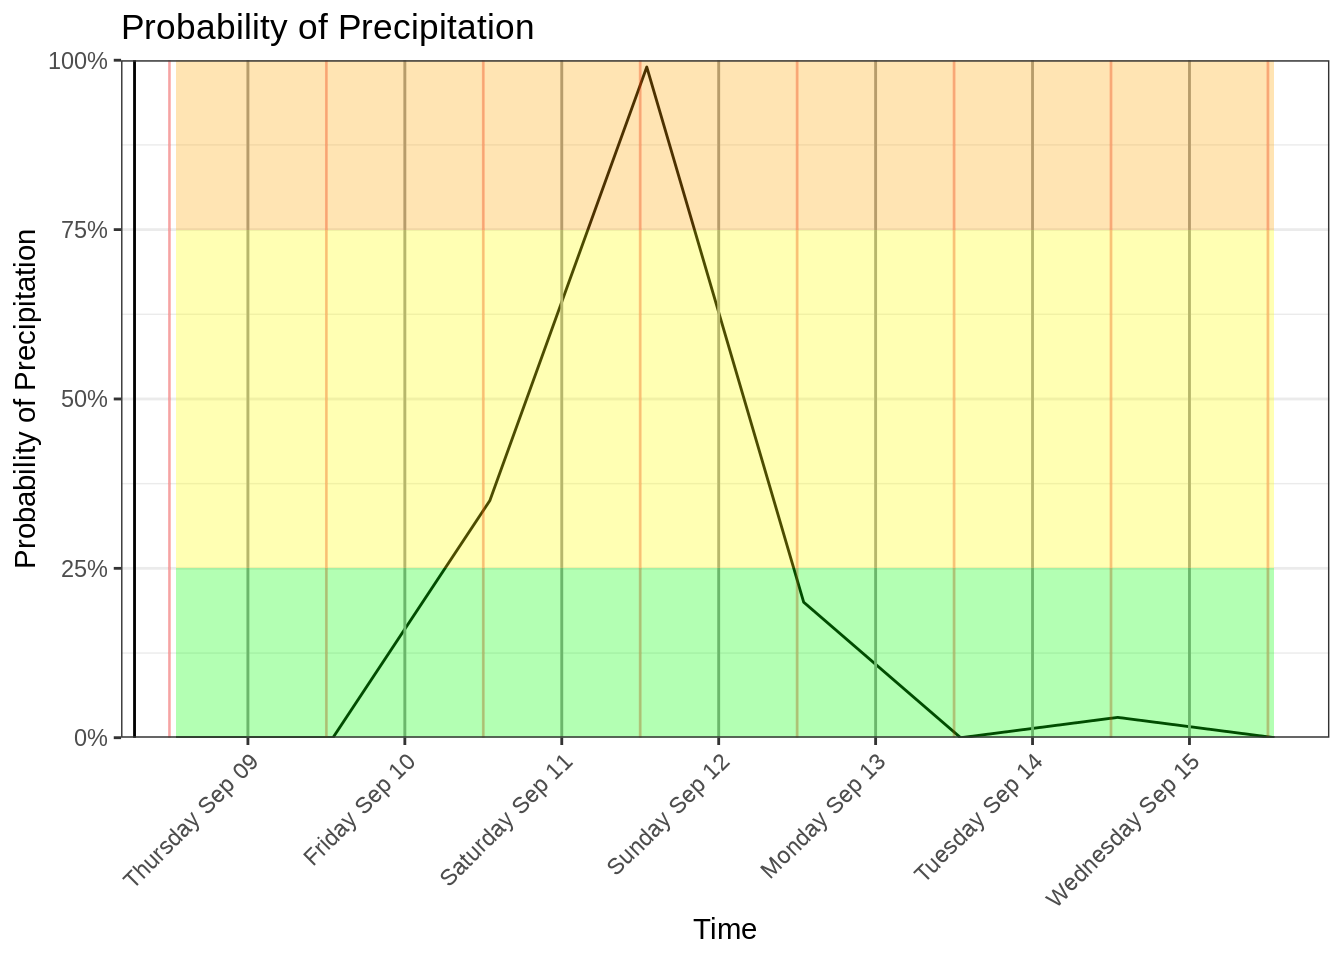 Probability of Precipitation
Probability of Precipitation
100%
75%
50%
25%
0%
Thursday Sep 09
Friday Sep 10
Saturday Sep 11
Sunday Sep 12
Monday Sep 13
Tuesday Sep 14
Wednesday Sep 15
Time